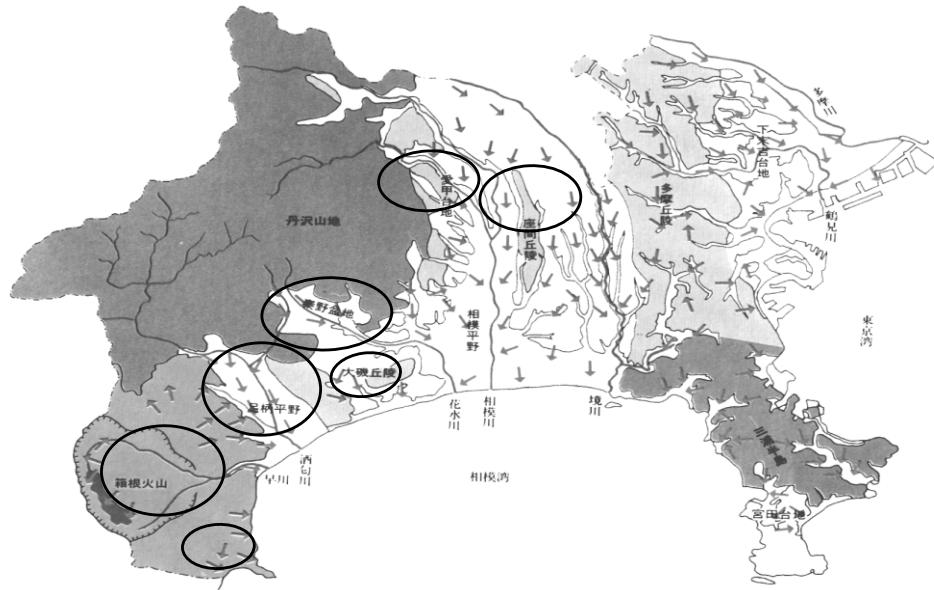 多摩川
下末吉台地
愛甲台地
多摩丘陵
丹沢山地
座間丘陵
鶴見川
秦野盆地
相模平野
東京湾
大磯丘陵
足柄平野
花水川
相模川
境川
三浦半島
酒匂川
早川
相模湾
箱根火山
宮田台地